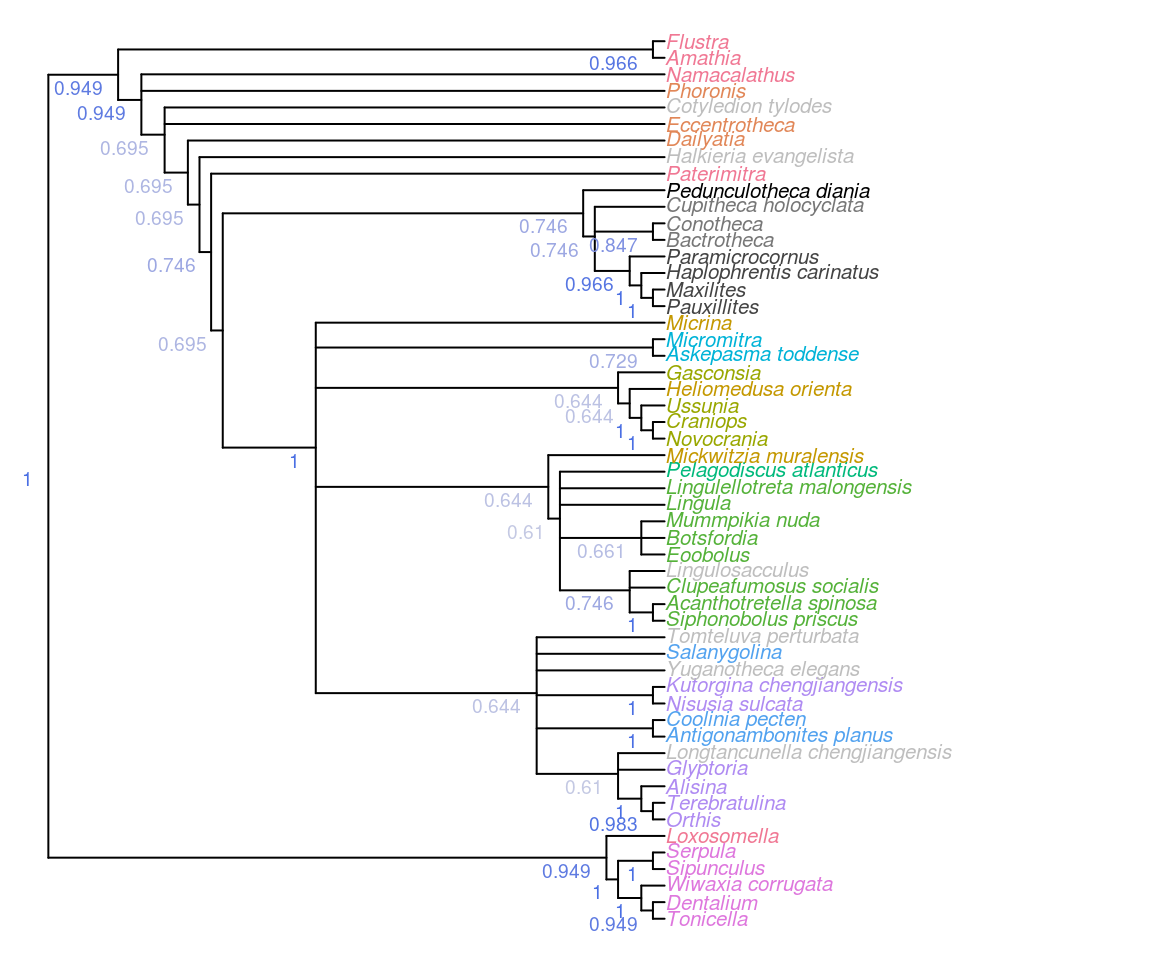 Flustra
Amathia
0.966
Namacalathus
0.949
Phoronis
Cotyledion tylodes
0.949
Eccentrotheca
Dailyatia
0.695
Halkieria evangelista
Paterimitra
0.695
Pedunculotheca diania
Cupitheca holocyclata
0.695
Conotheca
0.746
Bactrotheca
0.847
0.746
Paramicrocornus
0.746
Haplophrentis carinatus
0.966
Maxilites
1
Pauxillites
1
Micrina
Micromitra
0.695
Askepasma toddense
0.729
Gasconsia
Heliomedusa orienta
0.644
Ussunia
0.644
Craniops
1
Novocrania
1
Mickwitzia muralensis
1
Pelagodiscus atlanticus
1
Lingulellotreta malongensis
0.644
Lingula
Mummpikia nuda
0.61
Botsfordia
0.661
Eoobolus
Lingulosacculus
Clupeafumosus socialis
0.746
Acanthotretella spinosa
Siphonobolus priscus
1
Tomteluva perturbata
Salanygolina
Yuganotheca elegans
Kutorgina chengjiangensis
Nisusia sulcata
0.644
1
Coolinia pecten
Antigonambonites planus
1
Longtancunella chengjiangensis
Glyptoria
0.61
Alisina
Terebratulina
1
Orthis
0.983
Loxosomella
Serpula
Sipunculus
0.949
1
Wiwaxia corrugata
1
Dentalium
1
Tonicella
0.949